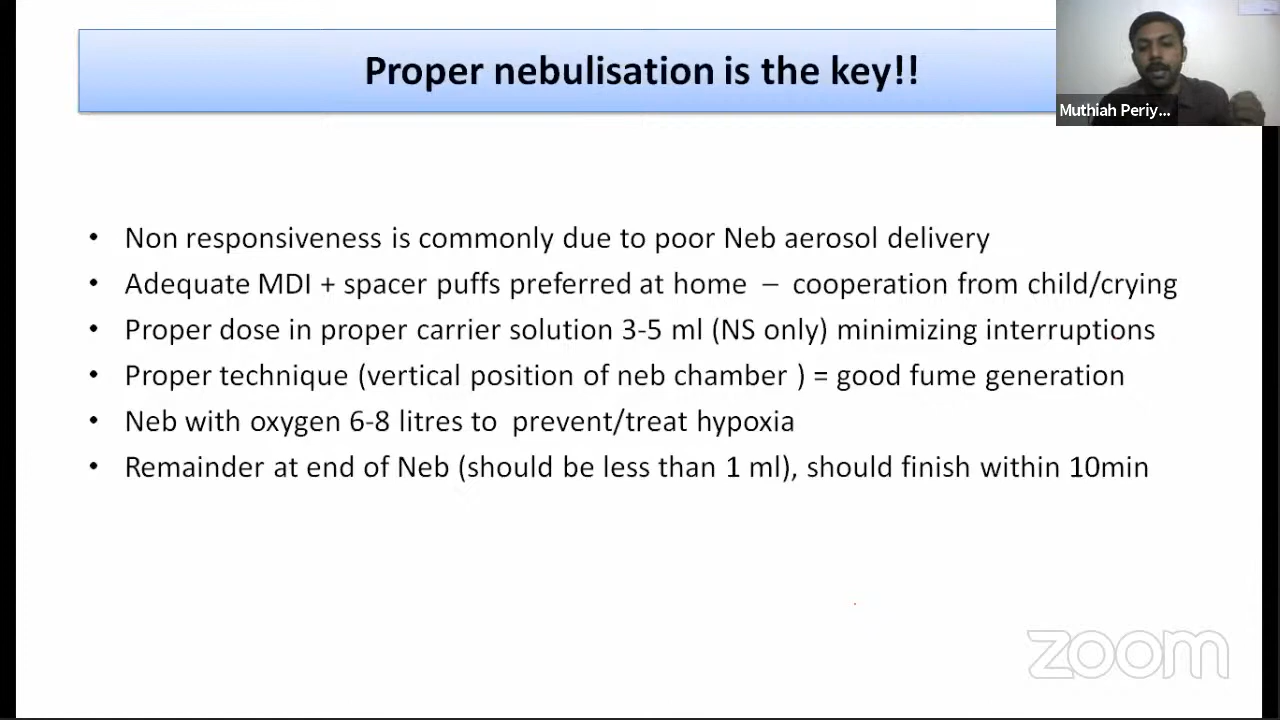 Proper nebulisation is the key!!
Muthiah Periy...
• Non responsiveness is commonly due to poor Neb aerosol delivery
• Adequate MDI + spacer puffs preferred at home – cooperation from child/crying
• Proper dose in proper carrier solution 3-5 ml (NS only) minimizing interruptions
• Proper technique (vertical position of neb chamber ) = good fume generation
• Neb with oxygen 6-8 litres to prevent/treat hypoxia
• Remainder at end of Neb (should be less than 1 ml), should finish within 10min
zoom